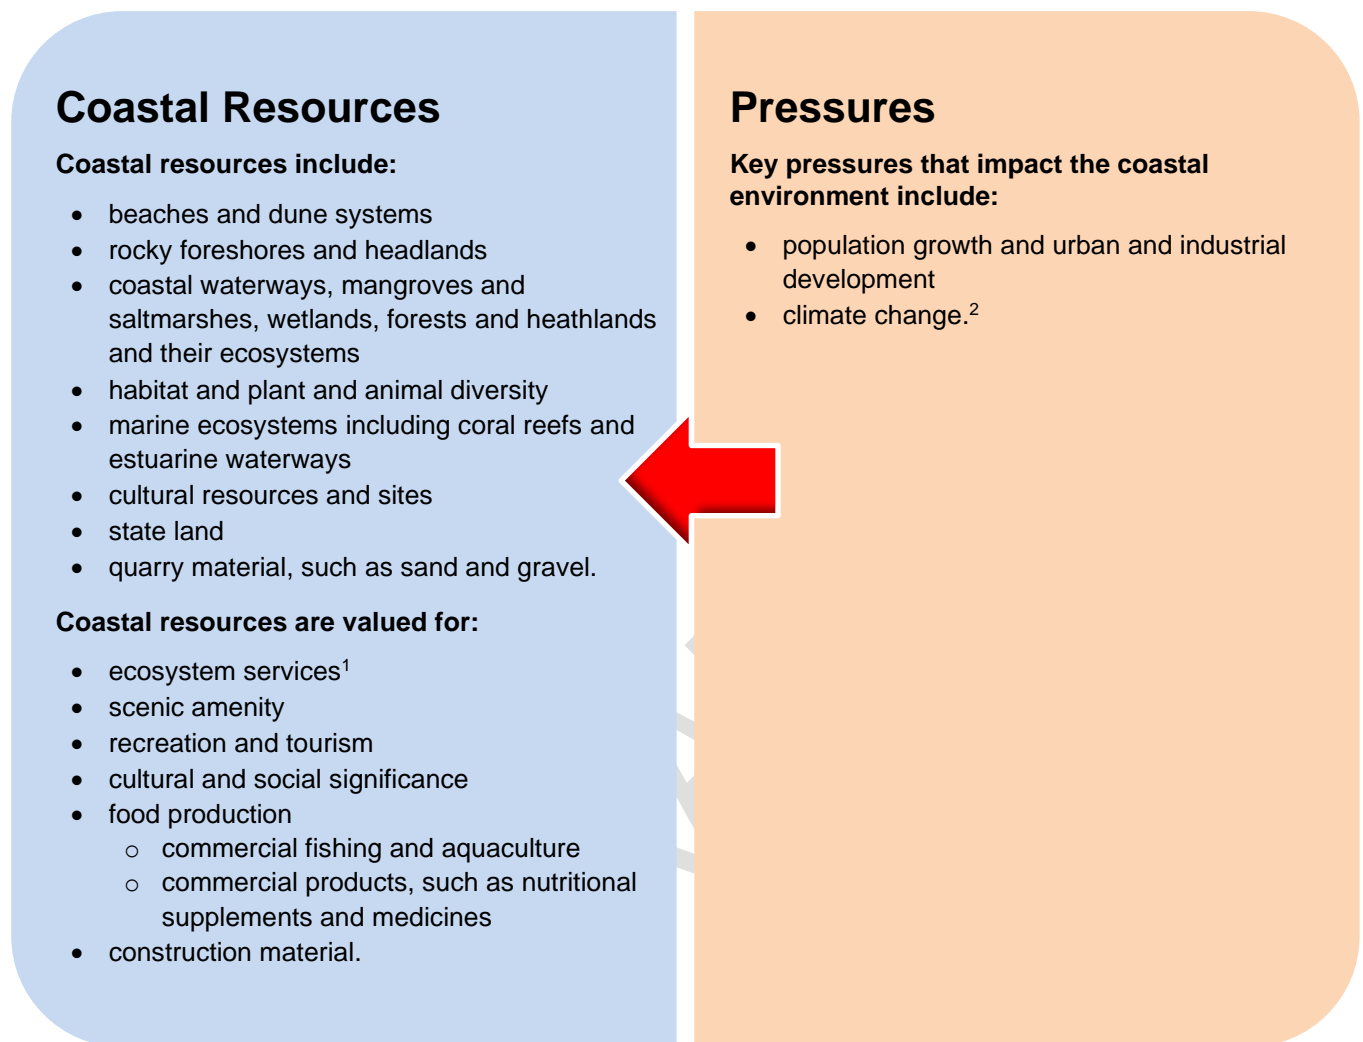 Coastal Resources
Coastal resources include:
• beaches and dune systems
• rocky foreshores and headlands
• coastal waterways, mangroves and
saltmarshes, wetlands, forests and heathlands
and their ecosystems
• habitat and plant and animal diversity
• marine ecosystems including coral reefs and
estuarine waterways
• cultural resources and sites
• state land
• quarry material, such as sand and gravel.
Coastal resources are valued for:
• ecosystem services¹
• scenic amenity
• recreation and tourism
• cultural and social significance
• food production
○ commercial fishing and aquaculture
○ commercial products, such as nutritional
supplements and medicines
• construction material.
Pressures
Key pressures that impact the coastal
environment include:
• population growth and urban and industrial
development
• climate change.²